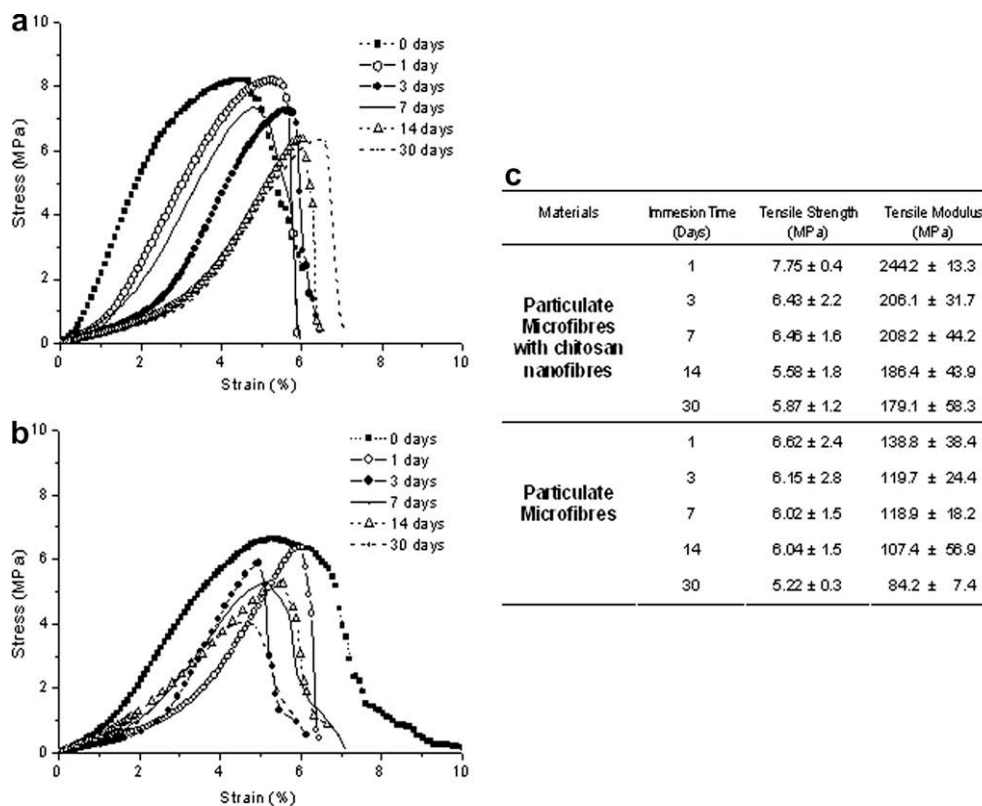 a
10
8
6
4
2
0
Stress (MPa)
0 2 4 6 8 10
Strain (%)
0 days
1 day
3 days
7 days
14 days
30 days
b
10
8
6
4
2
0
Stress (MPa)
0 2 4 6 8 10
Strain (%)
0 days
1 day
3 days
7 days
14 days
30 days
c
Materials Immersion Time (Days) Tensile Strength (MPa) Tensile Modulus (MPa)
Particulate Microfibres with chitosan nanofibres
1 7.75 ± 0.4 244.2 ± 13.3
3 6.43 ± 2.2 206.1 ± 31.7
7 6.46 ± 1.6 208.2 ± 44.2
14 5.58 ± 1.8 186.4 ± 43.9
30 5.87 ± 1.2 179.1 ± 58.3
Particulate Microfibres
1 6.62 ± 2.4 138.8 ± 38.4
3 6.15 ± 2.8 119.7 ± 24.4
7 6.02 ± 1.5 118.9 ± 18.2
14 6.04 ± 1.5 107.4 ± 56.9
30 5.22 ± 0.3 84.2 ± 7.4